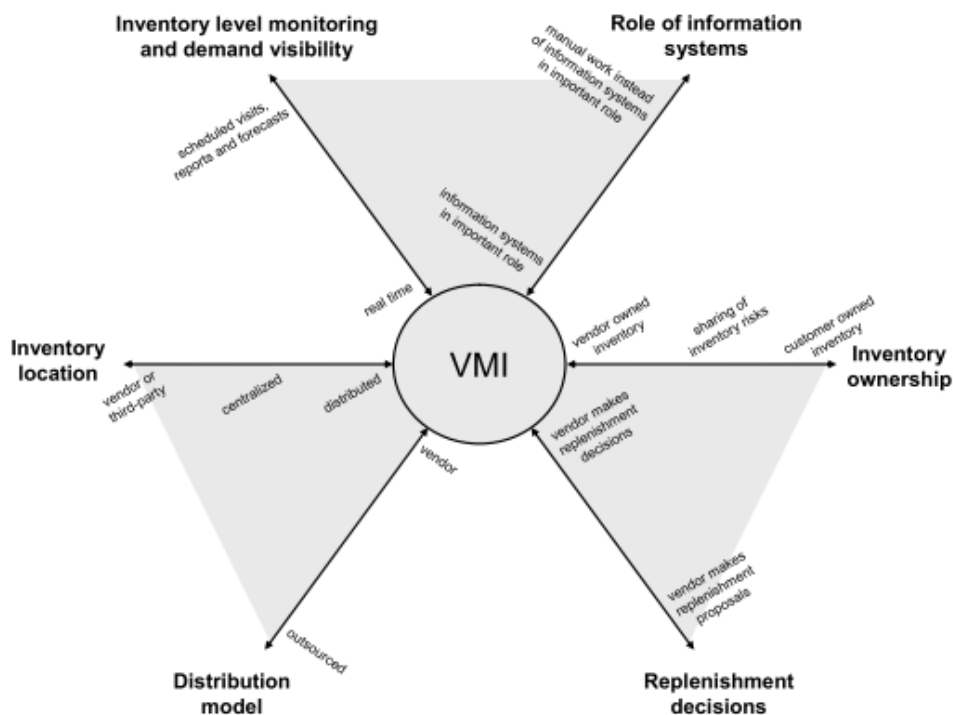 Inventory level monitoring
and demand visibility
Role of information
systems
scheduled visits,
reports and forecasts
manual work instead
of information systems
in important role
information systems
in important role
real time
vendor owned
inventory
sharing of
inventory risks
customer owned
inventory
Inventory
location
VMI
Inventory
ownership
vendor or
third-party
centralized
distributed
vendor
vendor makes
replenishment
decisions
vendor makes
replenishment
proposals
outsourced
Distribution
model
Replenishment
decisions